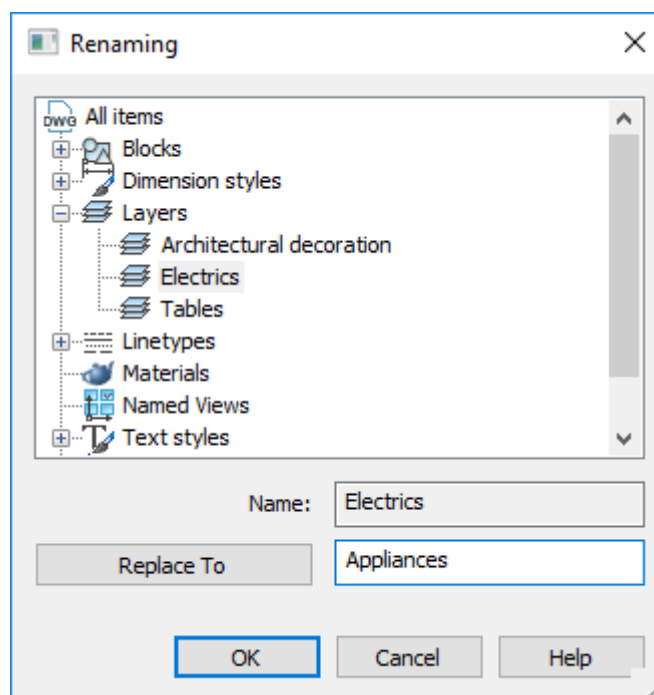 Renaming
DWG All items
Blocks
Dimension styles
Layers
Architectural decoration
Electrics
Tables
Linetypes
Materials
Named Views
Text styles
Name: Electrics
Replace To Appliances
OK Cancel Help